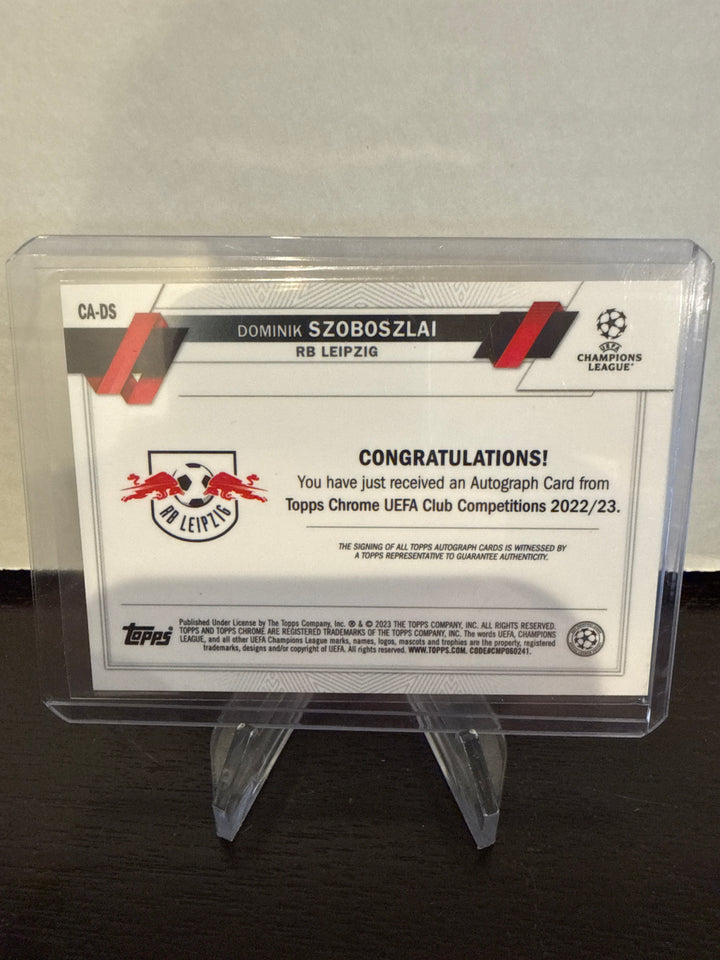 CA-DS
DOMINIK SZOBOSZLAI
RB LEIPZIG
UEFA
CHAMPIONS
LEAGUE®
RB LEIPZIG
CONGRATULATIONS!
You have just received an Autograph Card from
Topps Chrome UEFA Club Competitions 2022/23.
THE SIGNING OF ALL TOPPS AUTOGRAPH CARDS IS WITNESSED BY
A TOPPS REPRESENTATIVE TO GUARANTEE AUTHENTICITY.
topps
Published Under License by The Topps Company, Inc. ® & © 2023 THE TOPPS COMPANY, INC. ALL RIGHTS RESERVED.
TOPPS AND TOPPS CHROME ARE REGISTERED TRADEMARKS OF THE TOPPS COMPANY, INC. The words UEFA, CHAMPIONS
LEAGUE, and all other UEFA Champions League marks, names, logos, mascots and trophies are the property, registered
trademarks, designs and/or copyright of UEFA. All rights reserved. WWW.TOPPS.COM. CODE#CMP060241.